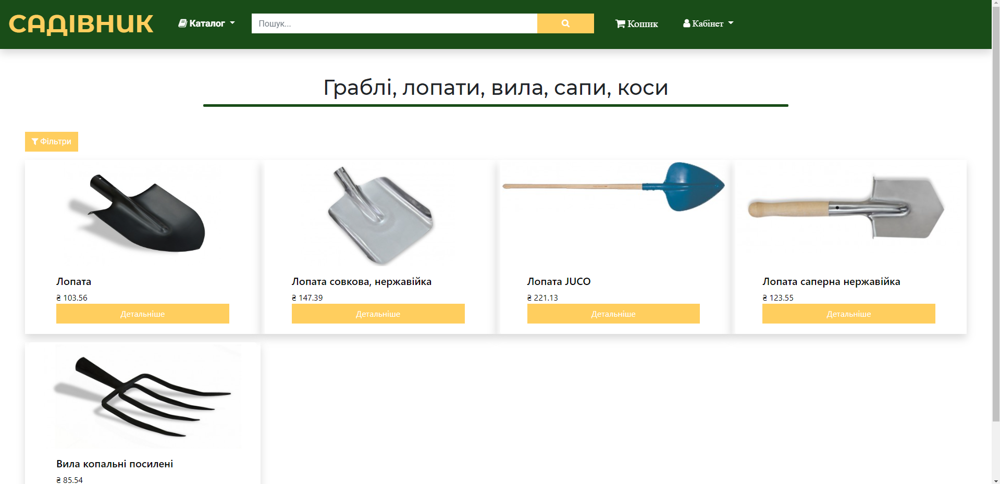 САДІВНИК
Каталог
Пошук...
Кошик
Кабінет
Граблі, лопати, вила, сапи, коси
Фільтри
Лопата
₴ 103.56
Детальніше
Лопата совкова, нержавійка
₴ 147.39
Детальніше
Лопата JUCO
₴ 221.13
Детальніше
Лопата саперна нержавійка
₴ 123.55
Детальніше
Вила копальні посилені
₴ 85.54